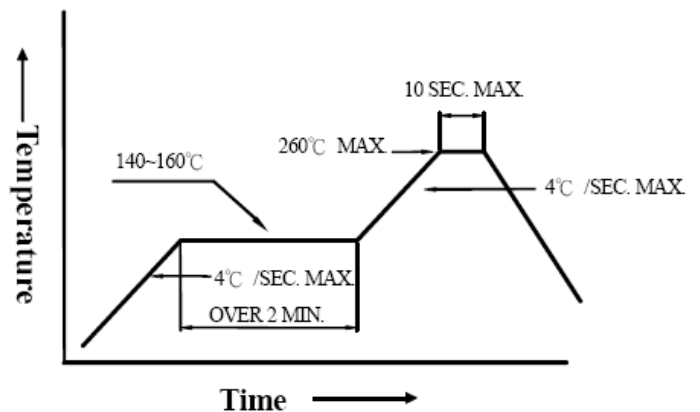 10 SEC. MAX.
260℃ MAX.
140~160℃
4℃ /SEC. MAX.
4℃ /SEC. MAX.
OVER 2 MIN.
Temperature
Time